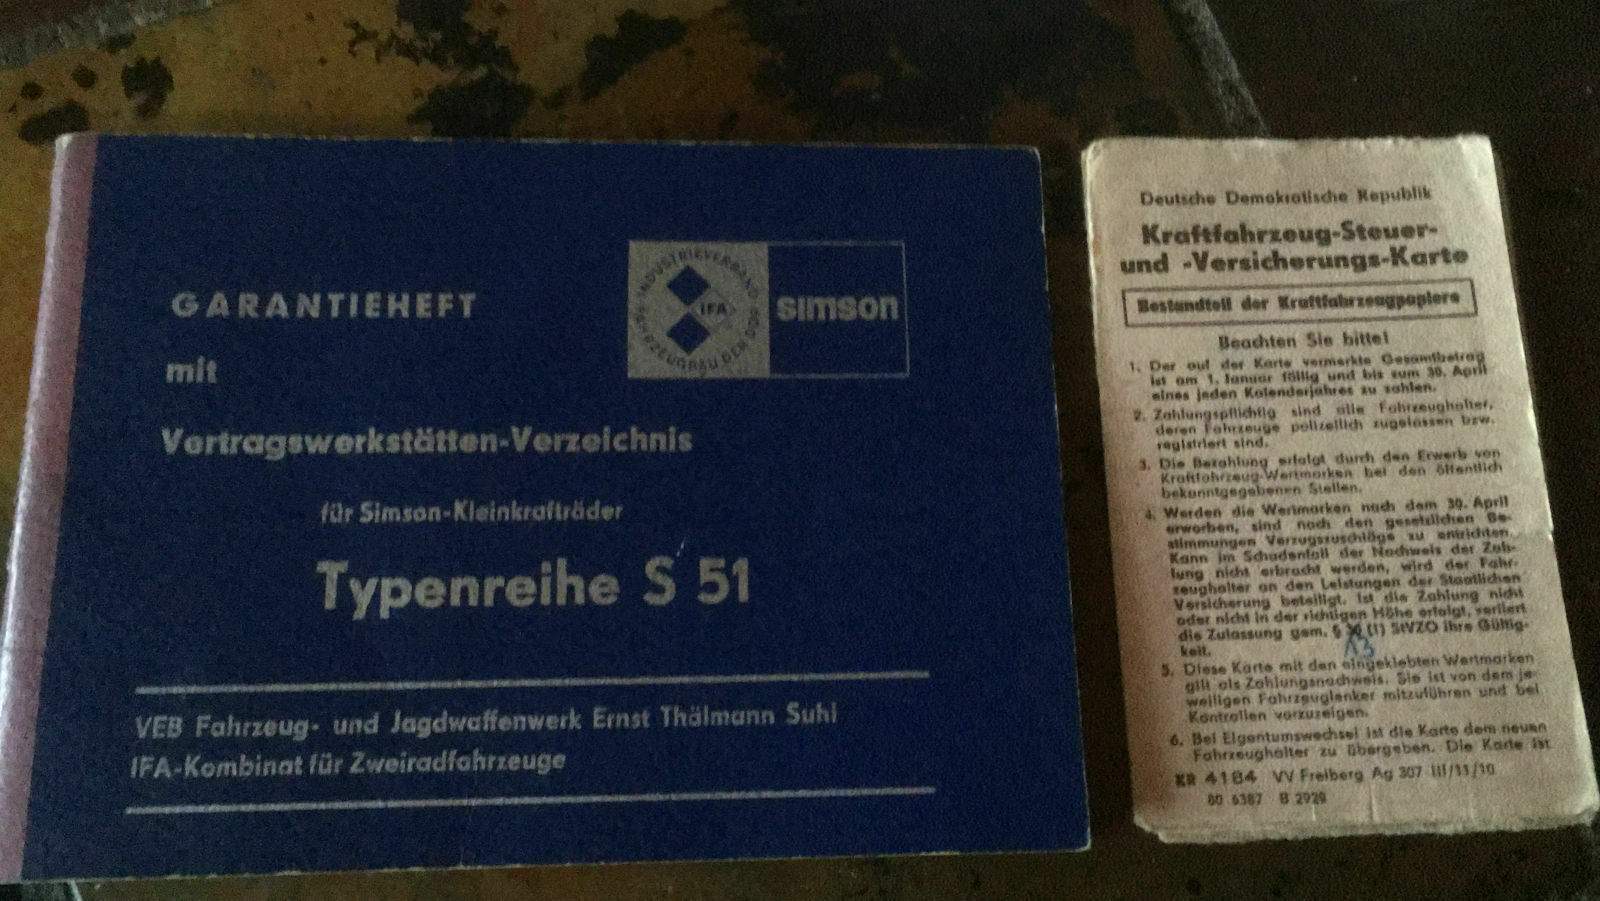 GARANTIEHEFT
mit
Vertragswerkstätten-Verzeichnis
für Simson-Kleinkrafträder
Typenreihe S 51
VEB Fahrzeug- und Jagdwaffenwerk Ernst Thälmann Suhl
IFA-Kombinat für Zweiradfahrzeuge
INDUSTRIEVERBAND FAHRZEUGBAU DER DDR
IFA
simson
Deutsche Demokratische Republik
Kraftfahrzeug-Steuer-
und -Versicherungs-Karte
Bestandteil der Kraftfahrzeugpapiere
Beachten Sie bitte!
1. Der auf der Karte vermerkte Gesamtbetrag
ist am 1. Januar fällig und bis zum 30. April
eines jeden Kalenderjahres zu zahlen.
2. Zahlungspflichtig sind alle Fahrzeughalter,
deren Fahrzeuge polizeilich zugelassen bzw.
registriert sind.
3. Die Bezahlung erfolgt durch den Erwerb von
Kraftfahrzeug-Wertmarken bei den öffentlich
bekanntgegebenen Stellen.
4. Werden die Wertmarken nach dem 30. April
erworben, sind nach den gesetzlichen Be-
stimmungen Verzugszuschläge zu entrichten.
Kann im Schadenfall der Nachweis der Zah-
lung nicht erbracht werden, wird der Fahr-
zeughalter an den Leistungen der Staatlichen
Versicherung beteiligt. Ist die Zahlung nicht
oder nicht in der richtigen Höhe erfolgt, verliert
die Zulassung gem. § (1) StVZO ihre Gültig-
keit. 13
5. Diese Karte mit den eingeklebten Wertmarken
gilt als Zahlungsnachweis. Sie ist von dem je-
weiligen Fahrzeuglenker mitzuführen und bei
Kontrollen vorzuzeigen.
6. Bei Eigentumswechsel ist die Karte dem neuen
Fahrzeughalter zu übergeben. Die Karte ist
KR 4184 VV Freiberg Ag 307 III/11/10
80 6387 B 2929